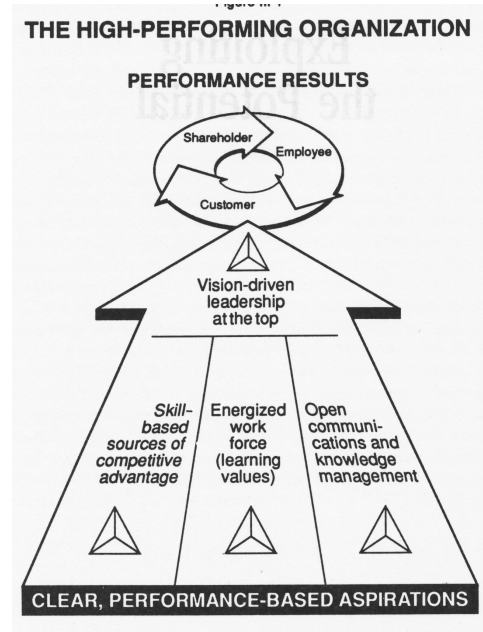 THE HIGH-PERFORMING ORGANIZATION
PERFORMANCE RESULTS
Shareholder
Employee
Customer
Vision-driven
leadership
at the top
Skill-
based
sources of
competitive
advantage
Energized
work
force
(learning
values)
Open
communi-
cations and
knowledge
management
CLEAR, PERFORMANCE-BASED ASPIRATIONS